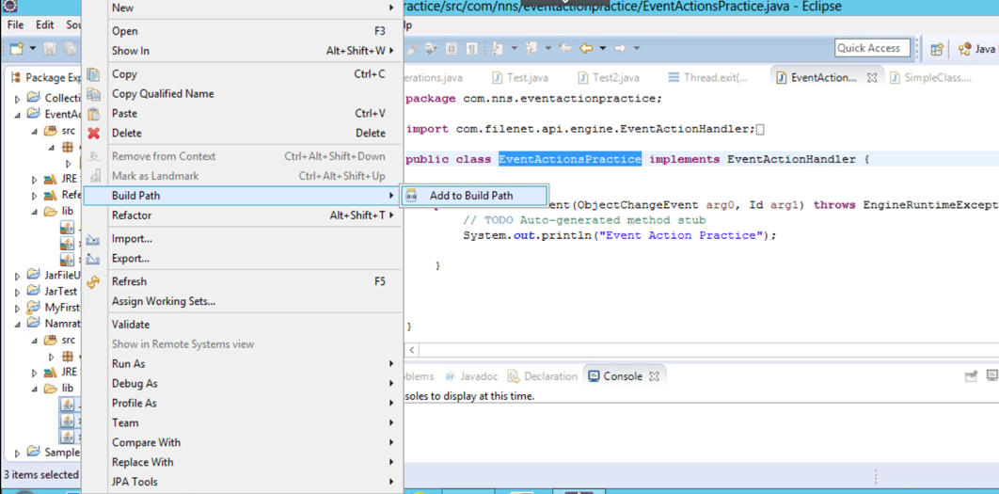 ractice/src/com/nns/eventactionpractice/EventActionsPractice.java - Eclipse
File Edit
Quick Access
Java
Package Exp
Collecti
EventAc
src
JRE
Refe
lib
JarFileU
JarTest
MyFirst
Namrat
src
JRE
lib
Sample
3 items selected
New
Open F3
Show In Alt+Shift+W
Copy Ctrl+C
Copy Qualified Name
Paste Ctrl+V
Delete Delete
Remove from Context Ctrl+Alt+Shift+Down
Mark as Landmark Ctrl+Alt+Shift+Up
Build Path
Refactor Alt+Shift+T
Import...
Export...
Refresh F5
Assign Working Sets...
Validate
Show in Remote Systems view
Run As
Debug As
Profile As
Team
Compare With
Replace With
JPA Tools
Add to Build Path
erations.java Test.java Test2.java Thread.exit(... EventAction... SimpleClass....
package com.nns.eventactionpractice;
import com.filenet.api.engine.EventActionHandler;
public class EventActionsPractice implements EventActionHandler {
ent(ObjectChangeEvent arg0, Id arg1) throws EngineRuntimeExcept
// TODO Auto-generated method stub
System.out.println("Event Action Practice");
}
}
oblems Javadoc Declaration Console
soles to display at this time.